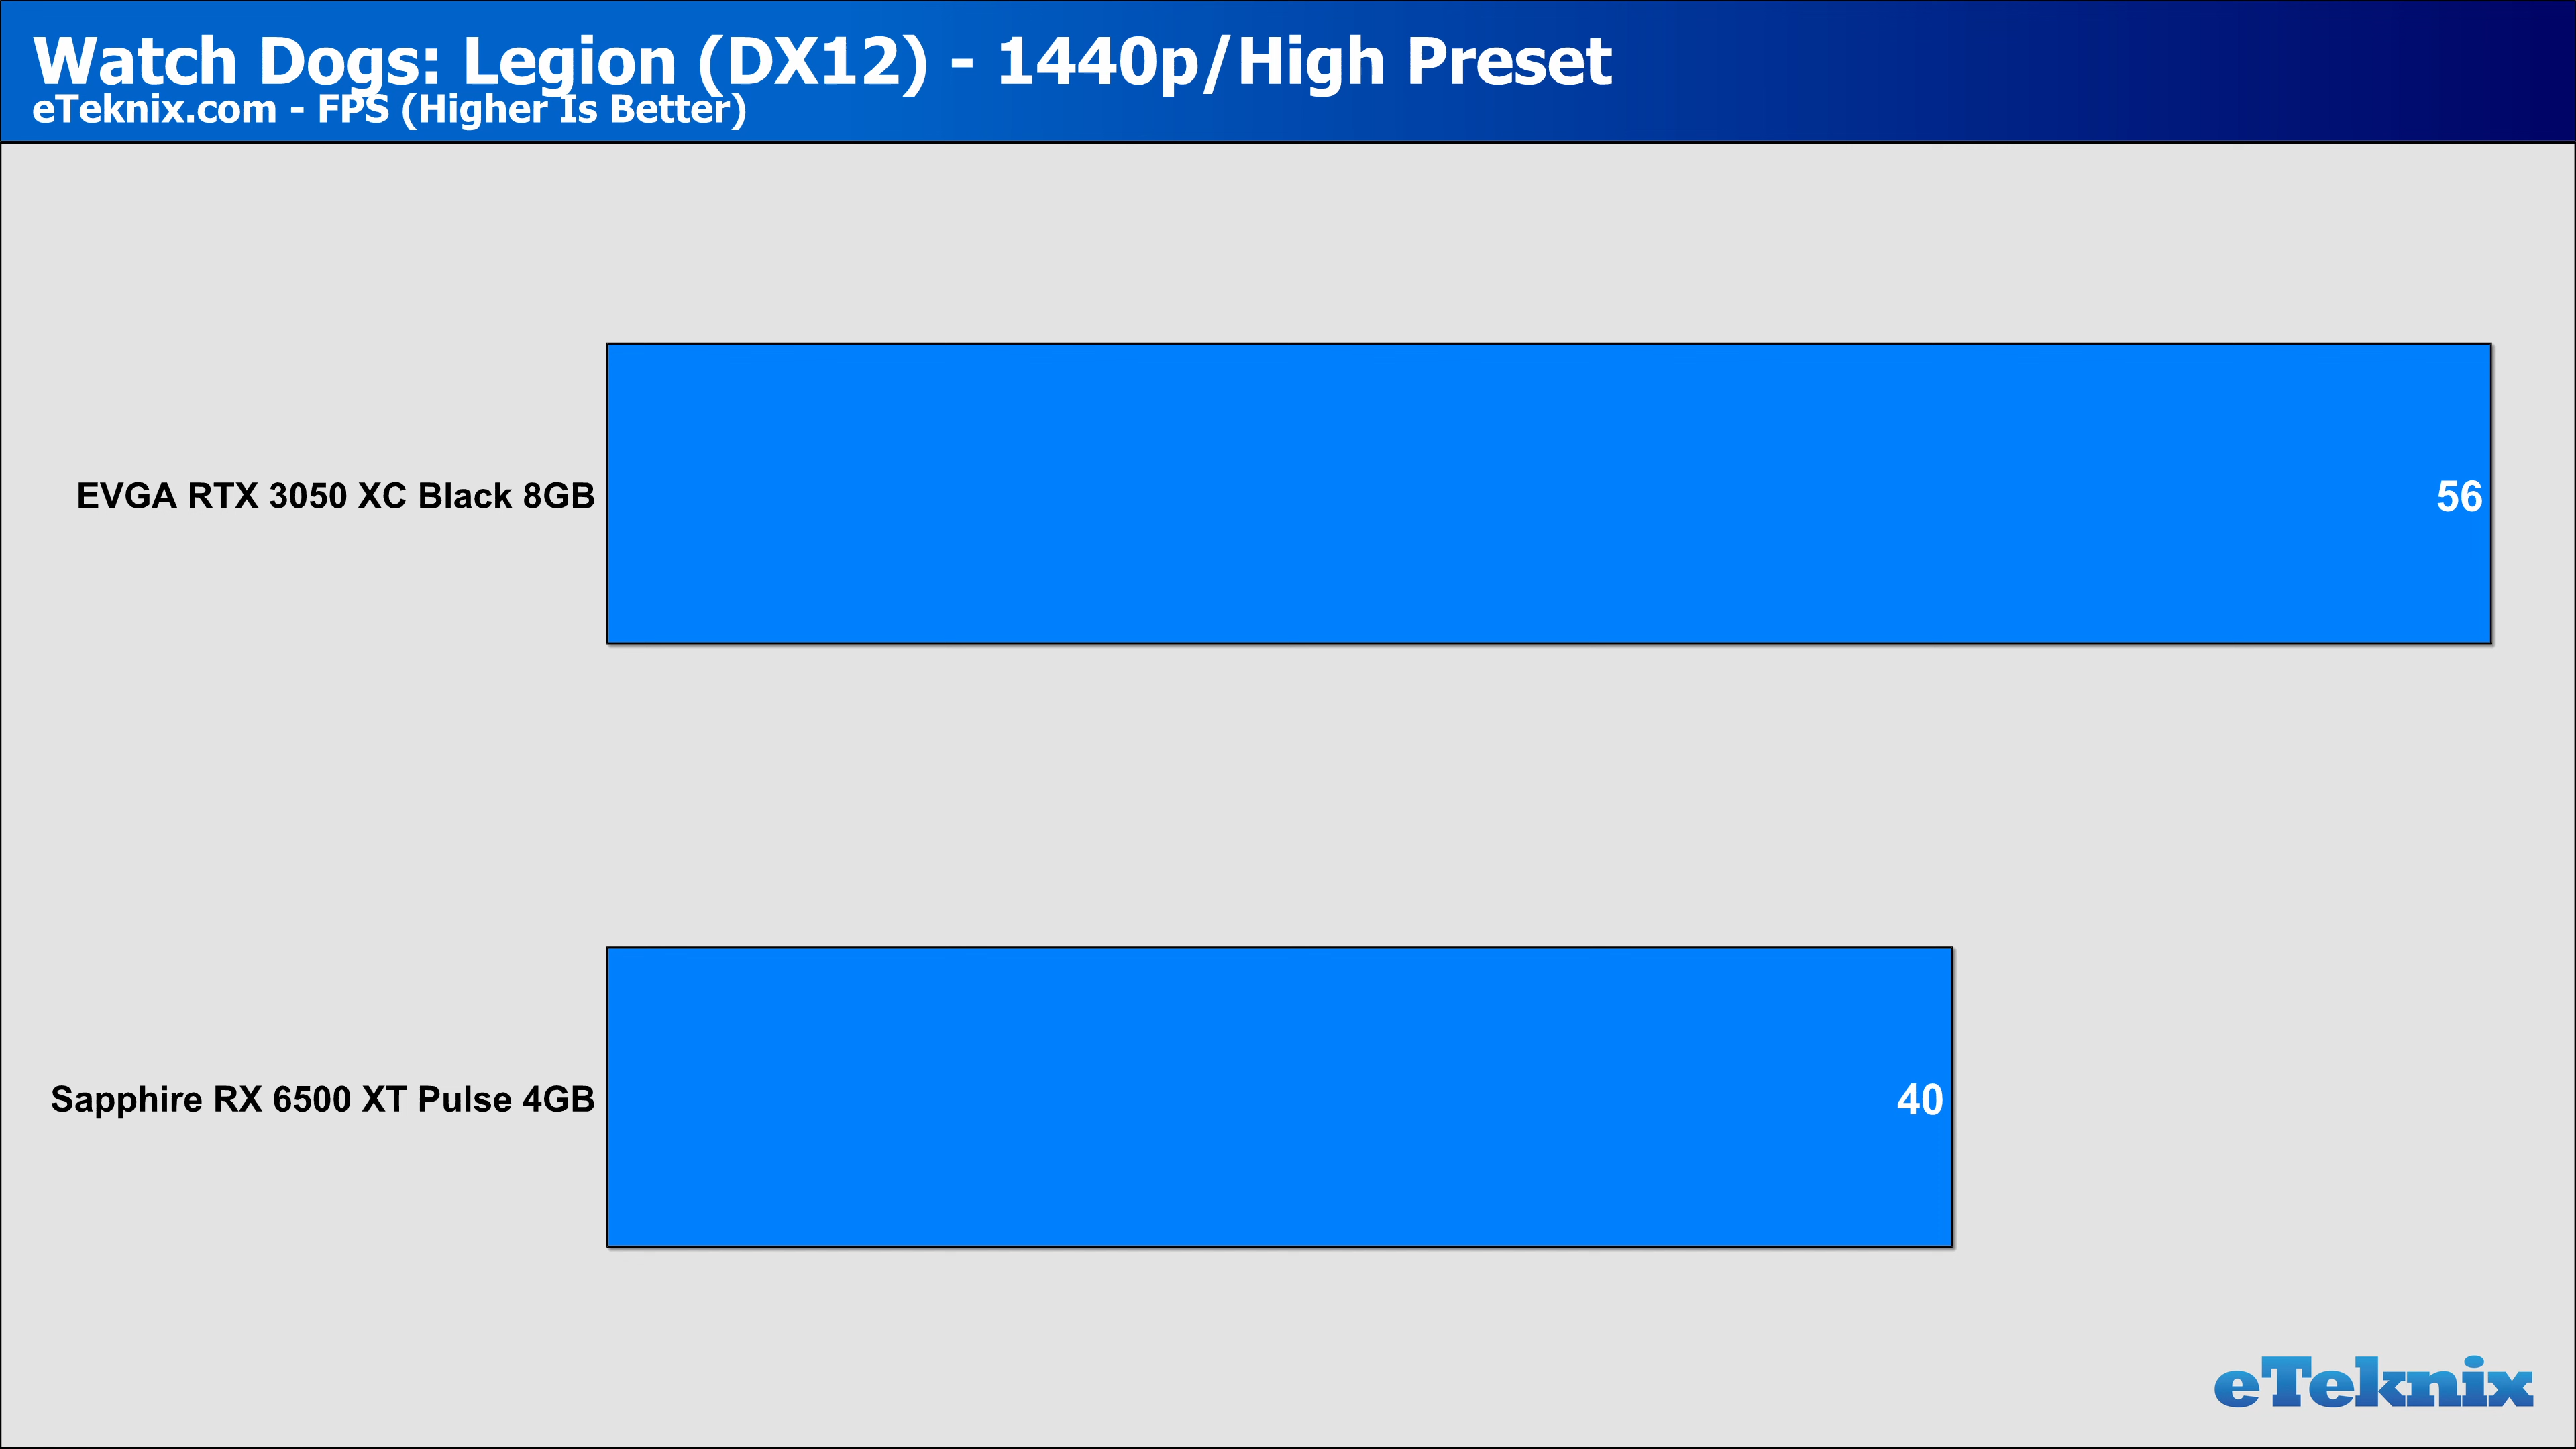 Watch Dogs: Legion (DX12) - 1440p/High Preset
eTeknix.com - FPS (Higher Is Better)
EVGA RTX 3050 XC Black 8GB
56
Sapphire RX 6500 XT Pulse 4GB
40
eTeknix